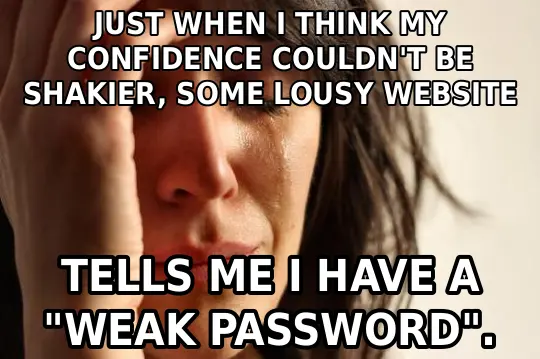 JUST WHEN I THINK MY
CONFIDENCE COULDN'T BE
SHAKIER, SOME LOUSY WEBSITE
TELLS ME I HAVE A
"WEAK PASSWORD".